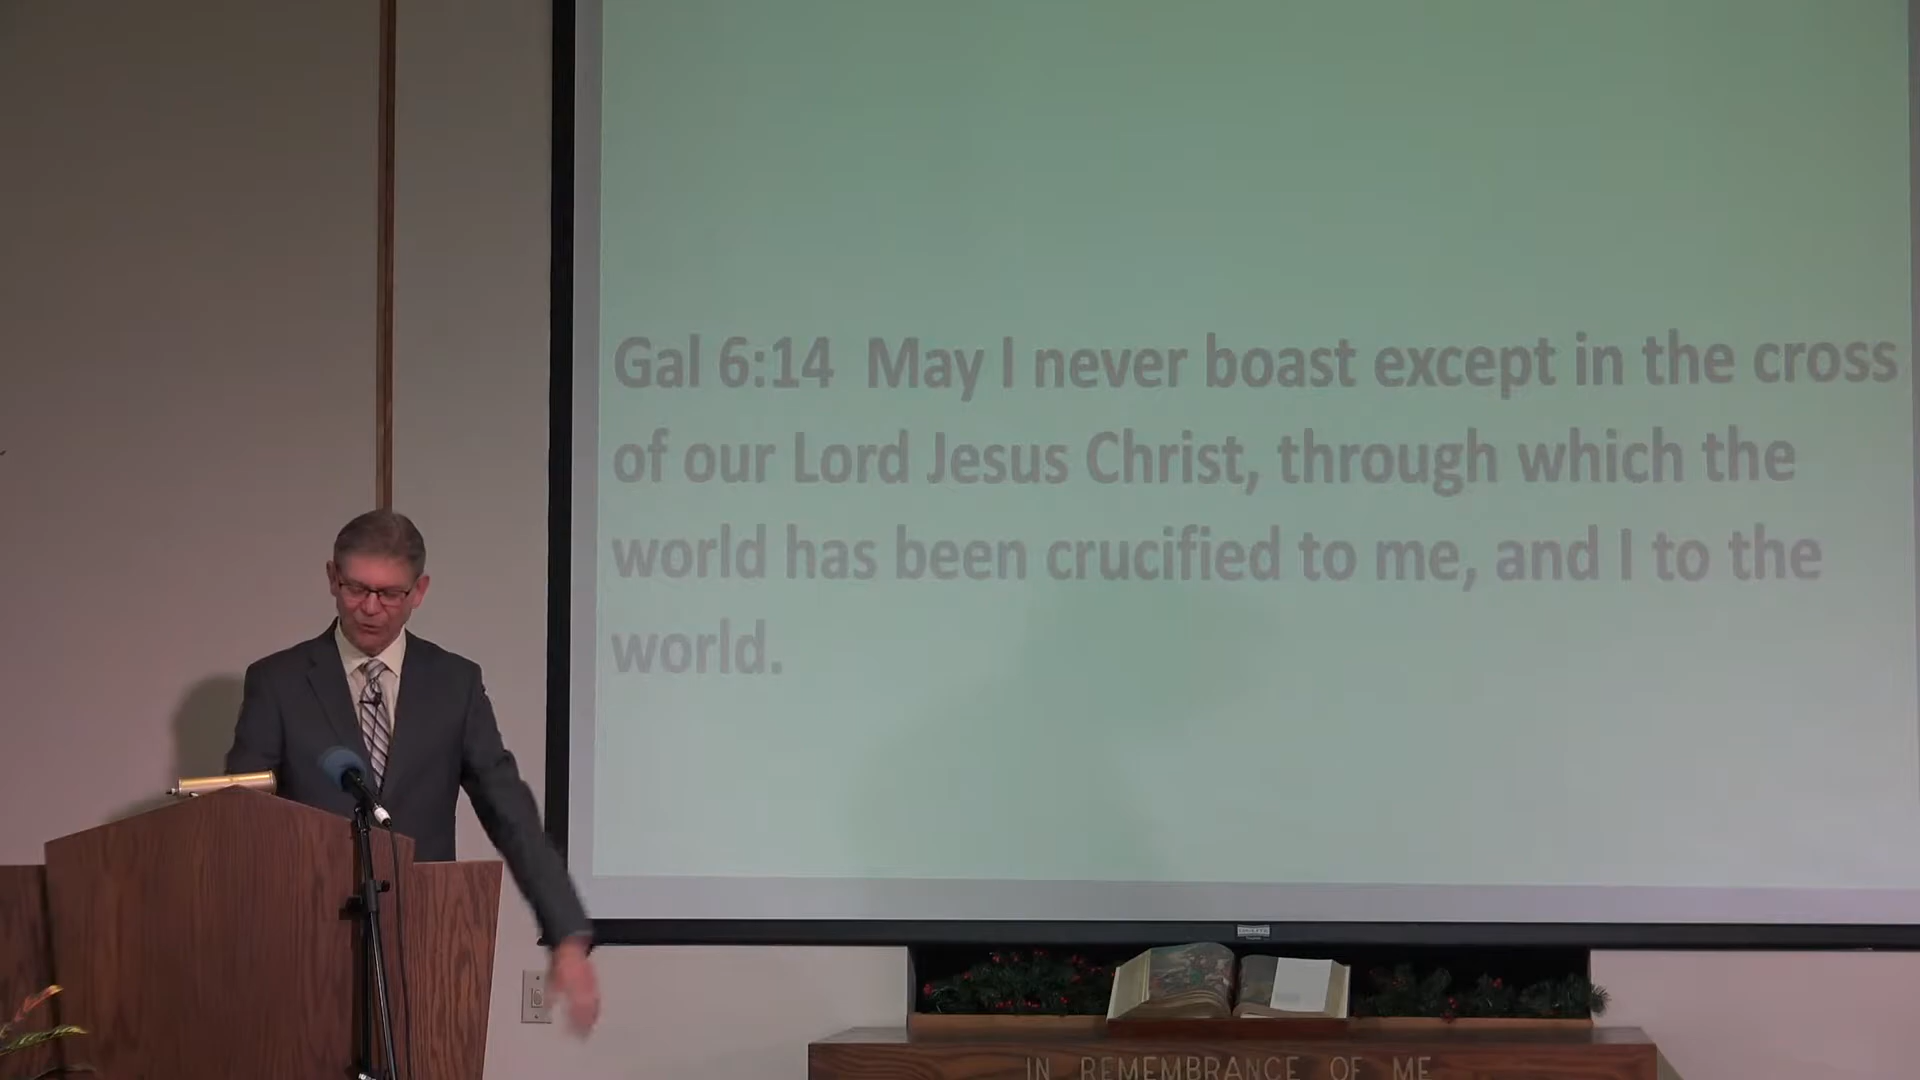 Gal 6:14  May I never boast except in the cross
of our Lord Jesus Christ, through which the
world has been crucified to me, and I to the
world.
IN REMEMBRANCE OF ME